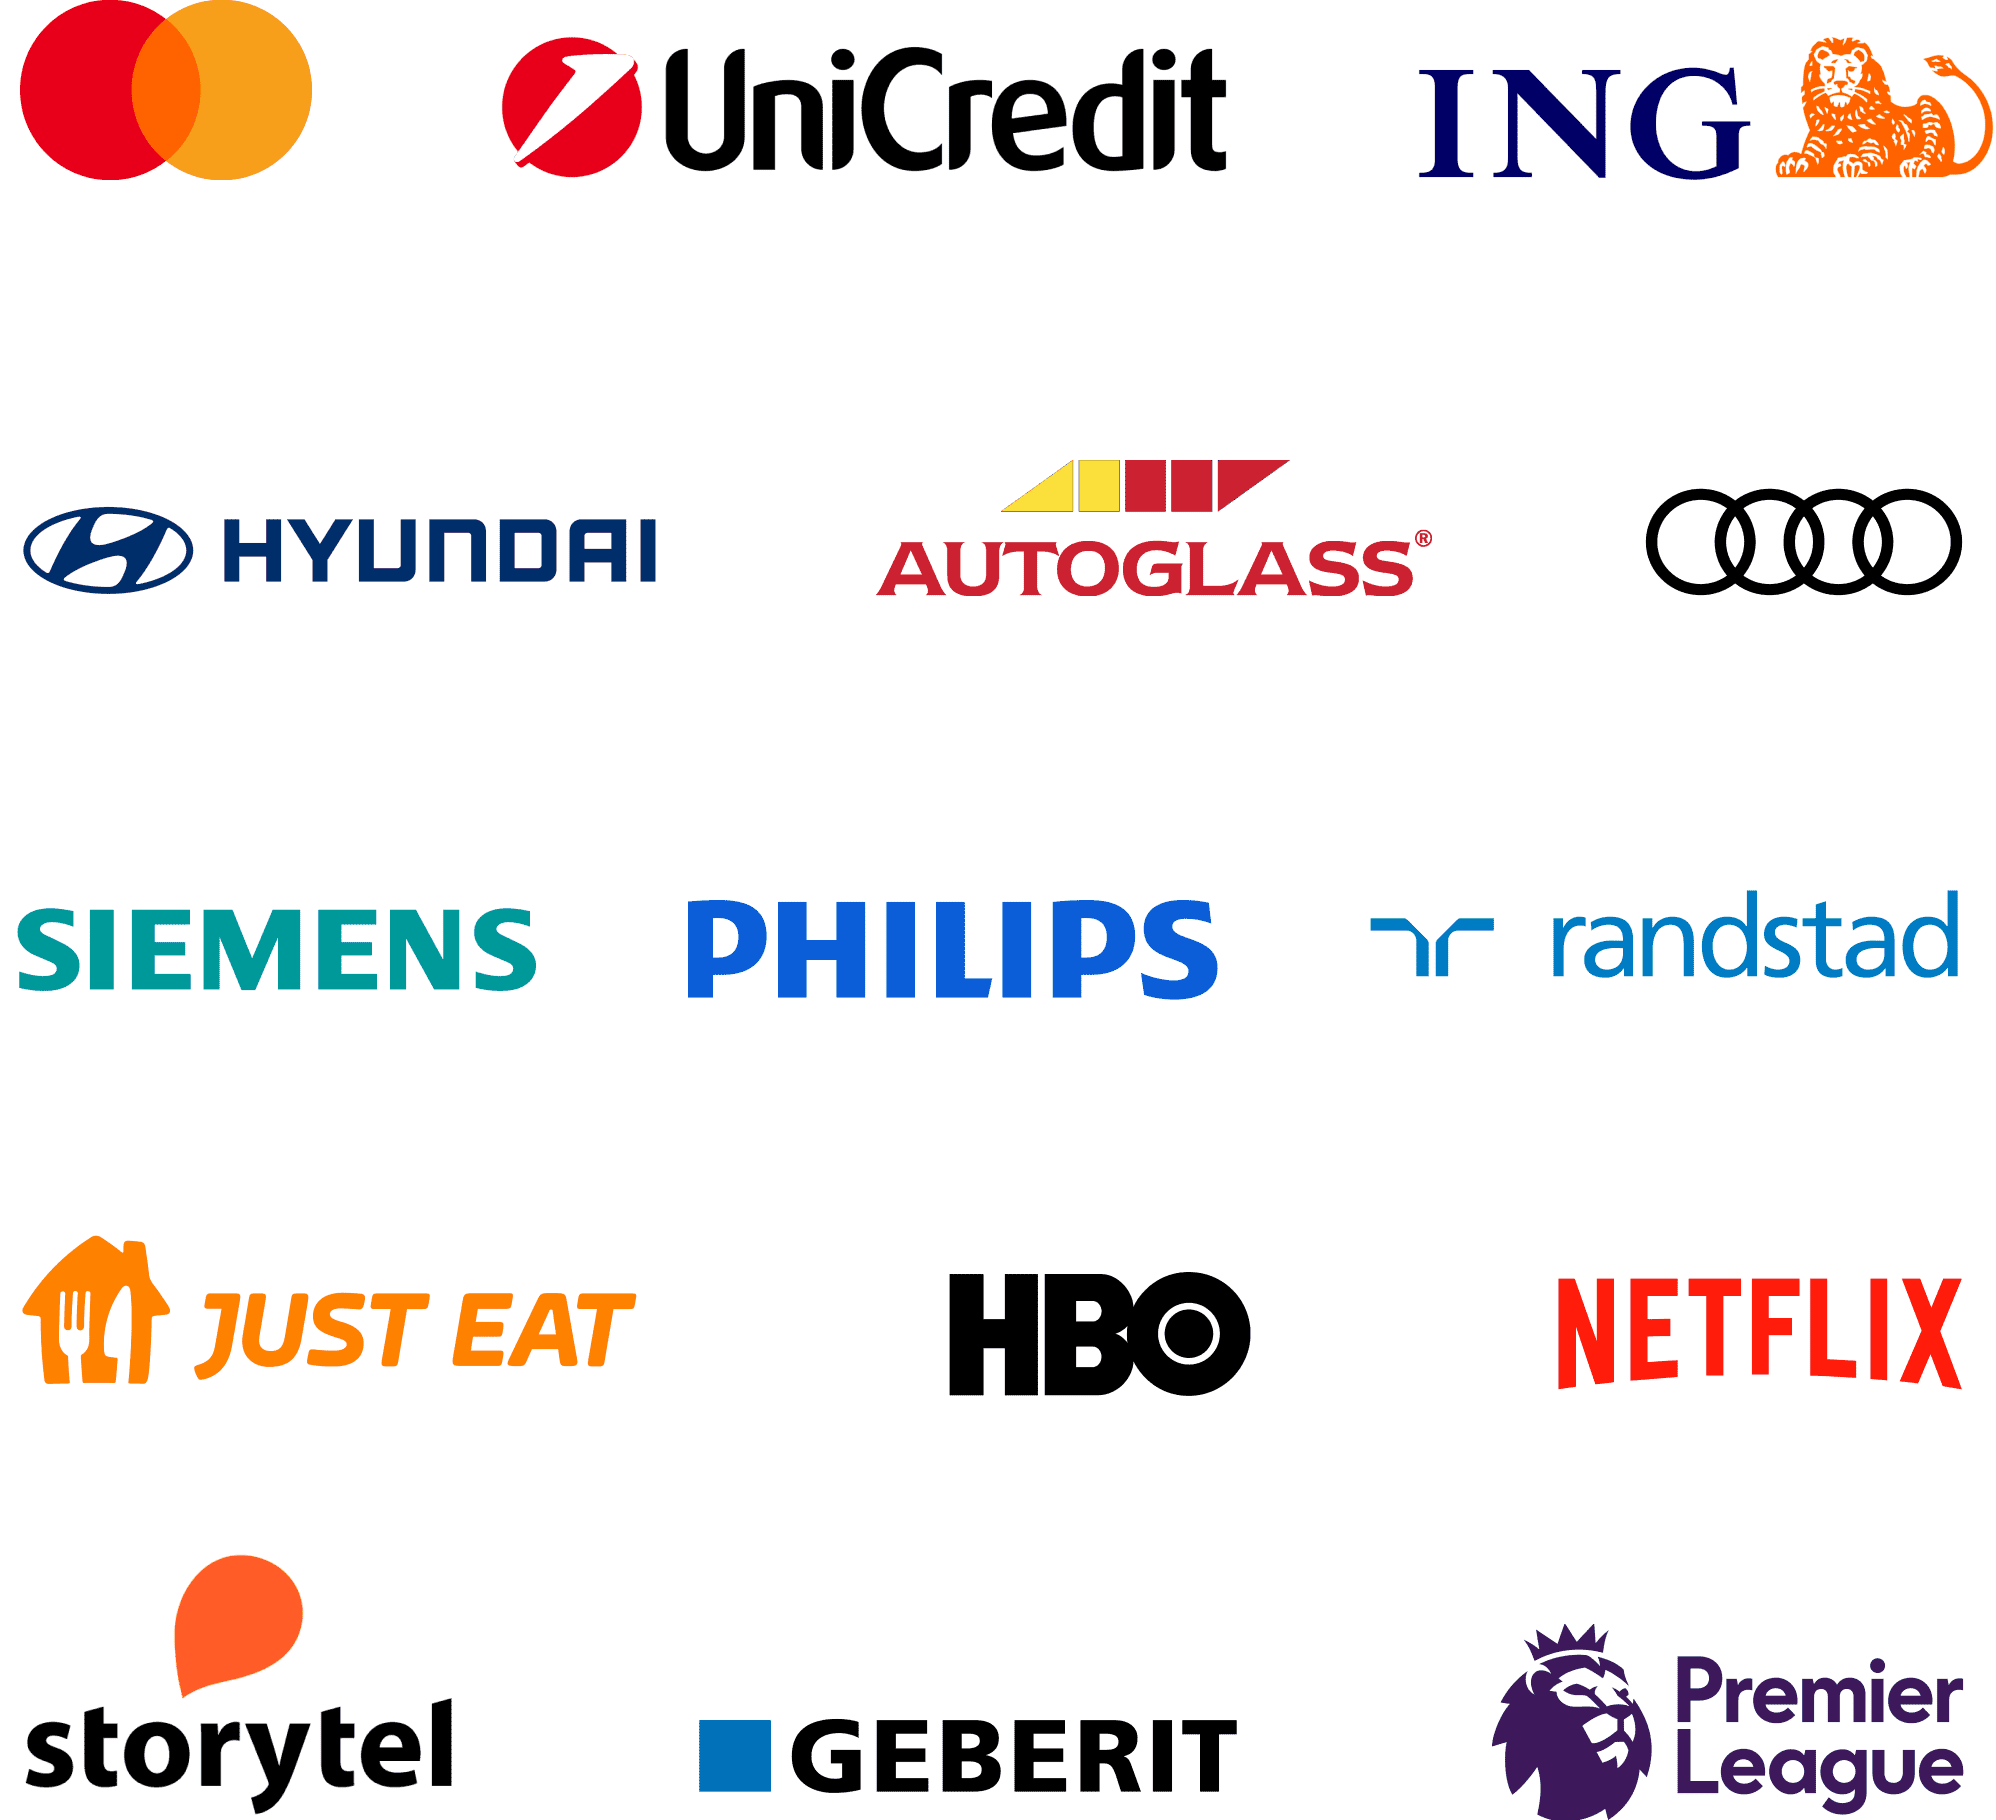 UniCredit
ING
HYUNDAI
AUTOGLASS®
SIEMENS
PHILIPS
randstad
JUST EAT
HBO
NETFLIX
storytel
GEBERIT
Premier
League